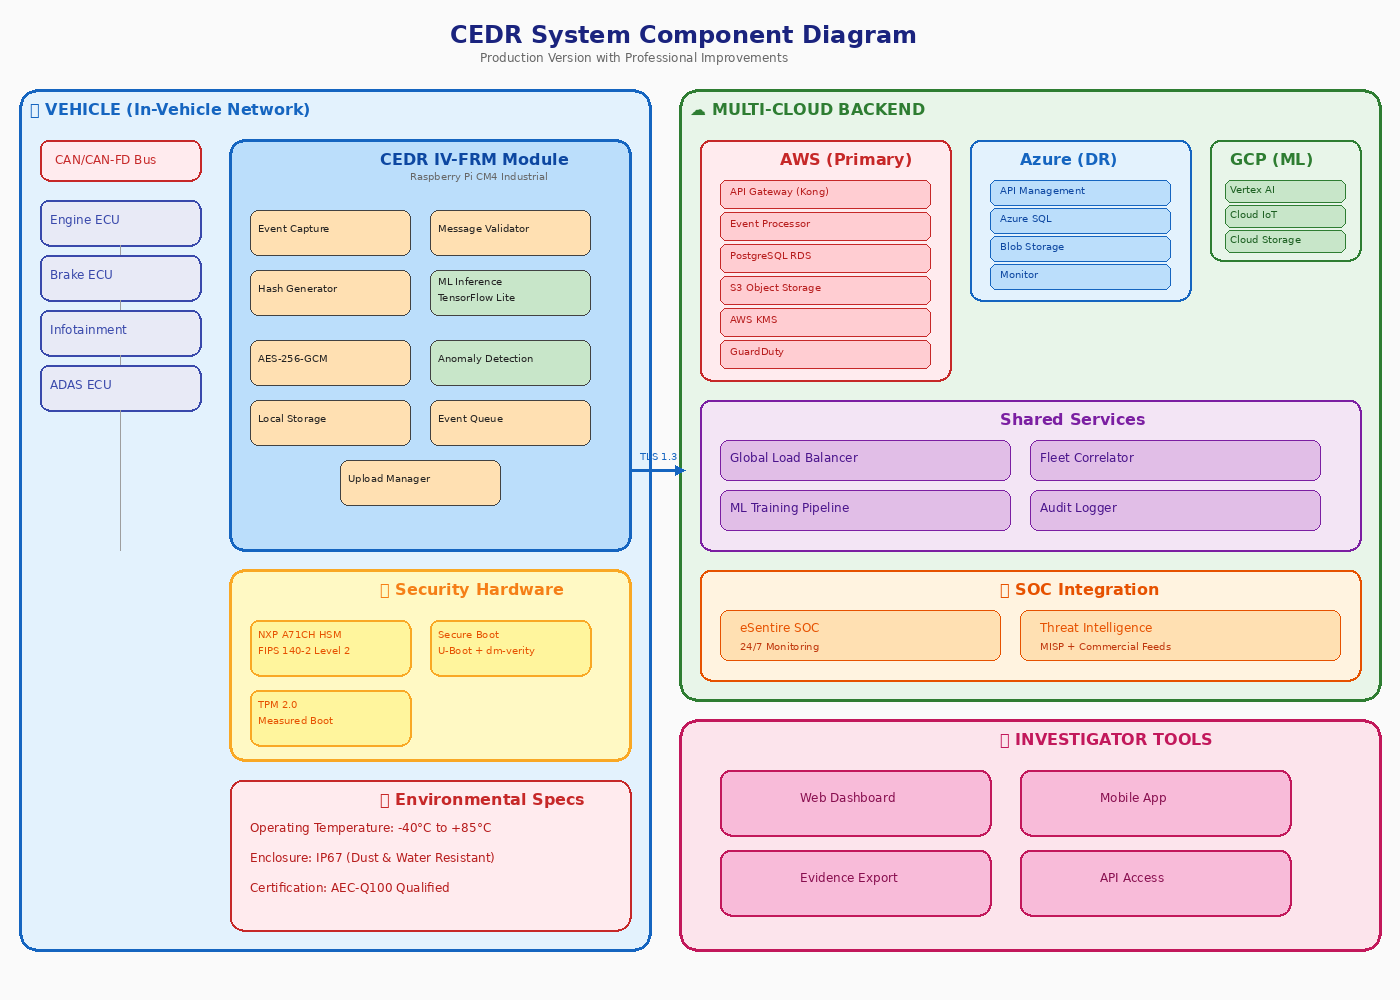 CEDR System Component Diagram
Production Version with Professional Improvements
VEHICLE (In-Vehicle Network)
CAN/CAN-FD Bus
Engine ECU
Brake ECU
Infotainment
ADAS ECU
CEDR IV-FRM Module
Raspberry Pi CM4 Industrial
Event Capture
Message Validator
Hash Generator
ML Inference
TensorFlow Lite
AES-256-GCM
Anomaly Detection
Local Storage
Event Queue
Upload Manager
TLS 1.3
Security Hardware
NXP A71CH HSM
FIPS 140-2 Level 2
Secure Boot
U-Boot + dm-verity
TPM 2.0
Measured Boot
Environmental Specs
Operating Temperature: -40°C to +85°C
Enclosure: IP67 (Dust & Water Resistant)
Certification: AEC-Q100 Qualified
☁ MULTI-CLOUD BACKEND
AWS (Primary)
API Gateway (Kong)
Event Processor
PostgreSQL RDS
S3 Object Storage
AWS KMS
GuardDuty
Azure (DR)
API Management
Azure SQL
Blob Storage
Monitor
GCP (ML)
Vertex AI
Cloud IoT
Cloud Storage
Shared Services
Global Load Balancer
Fleet Correlator
ML Training Pipeline
Audit Logger
SOC Integration
eSentire SOC
24/7 Monitoring
Threat Intelligence
MISP + Commercial Feeds
INVESTIGATOR TOOLS
Web Dashboard
Mobile App
Evidence Export
API Access